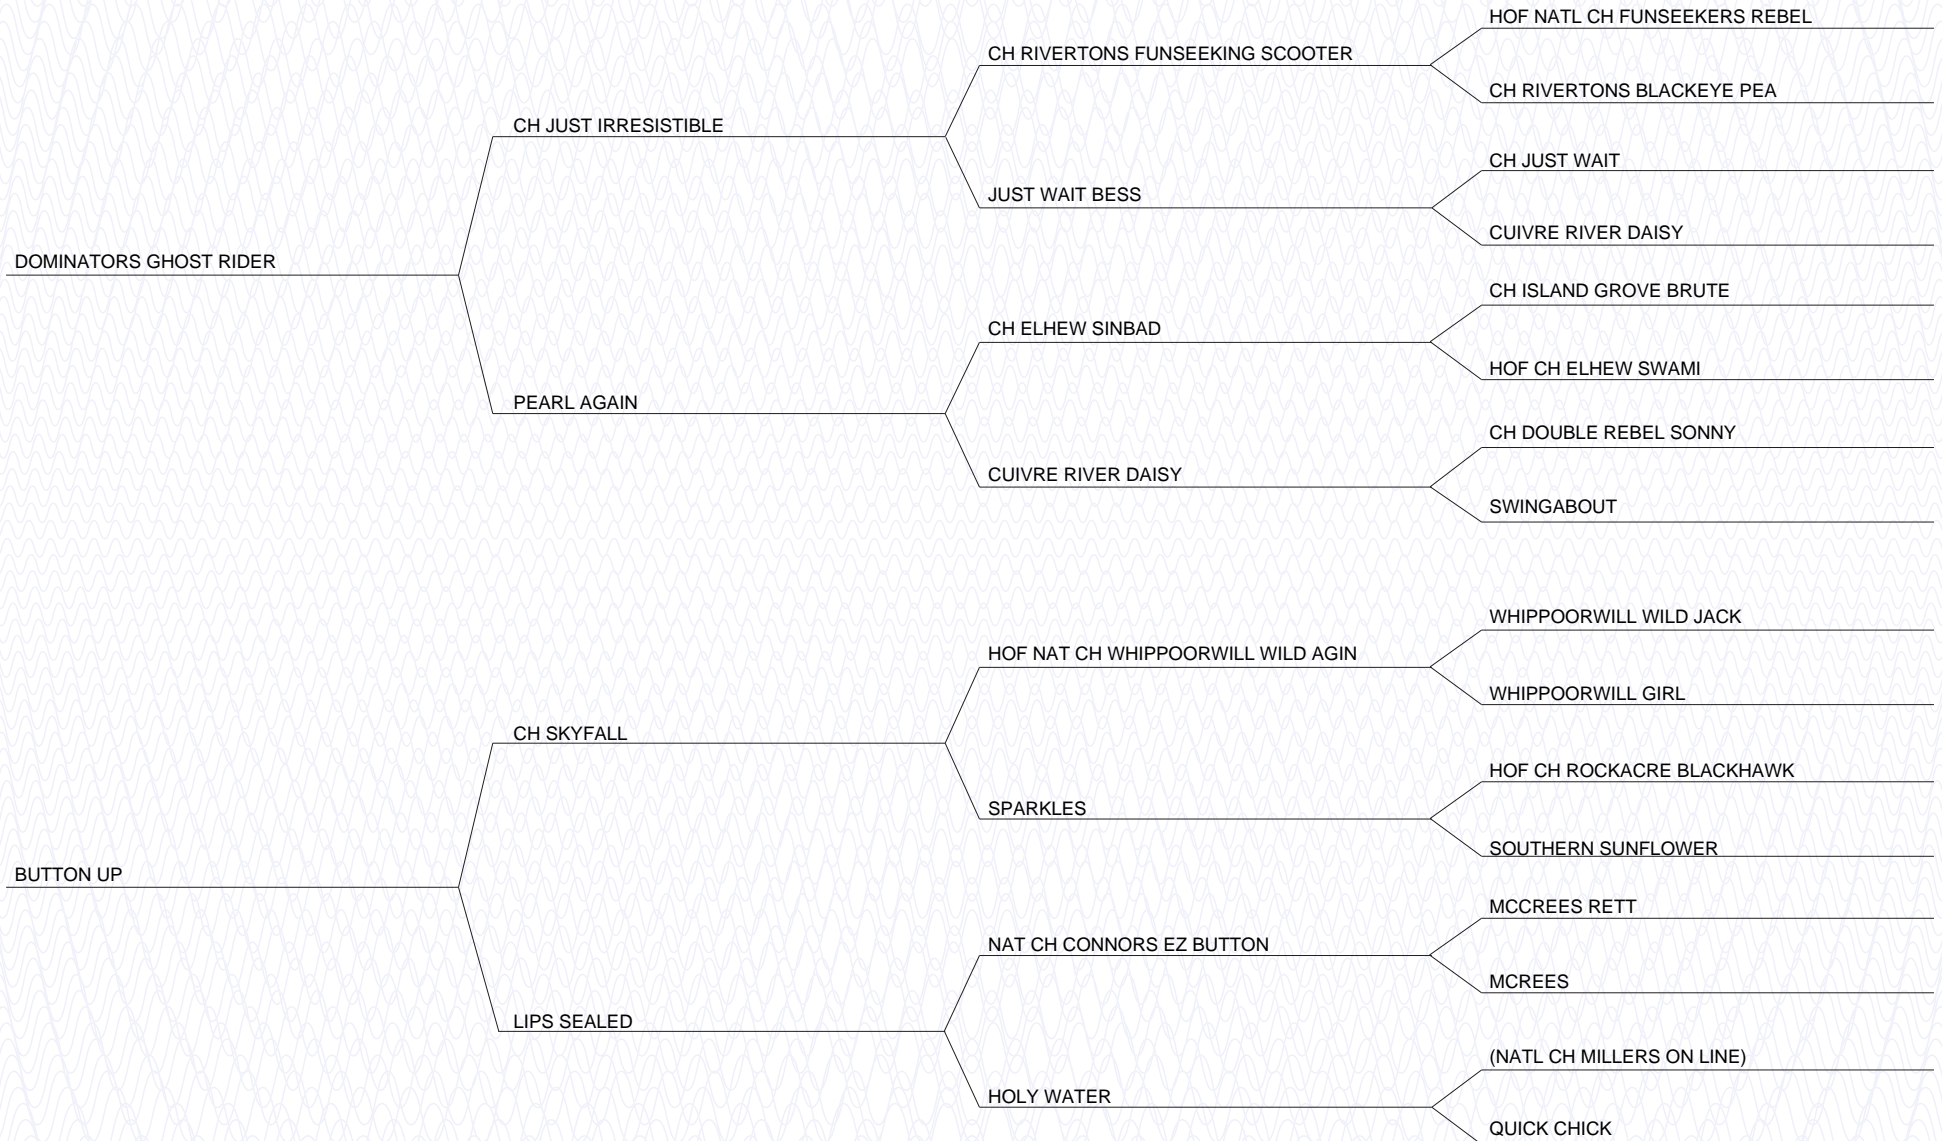 HOF NATL CH FUNSEEKERS REBEL
CH RIVERTONS FUNSEEKING SCOOTER
CH RIVERTONS BLACKEYE PEA
CH JUST IRRESISTIBLE
CH JUST WAIT
JUST WAIT BESS
CUIVRE RIVER DAISY
DOMINATORS GHOST RIDER
CH ISLAND GROVE BRUTE
CH ELHEW SINBAD
HOF CH ELHEW SWAMI
PEARL AGAIN
CH DOUBLE REBEL SONNY
CUIVRE RIVER DAISY
SWINGABOUT
WHIPPOORWILL WILD JACK
HOF NAT CH WHIPPOORWILL WILD AGIN
WHIPPOORWILL GIRL
CH SKYFALL
HOF CH ROCKACRE BLACKHAWK
SPARKLES
SOUTHERN SUNFLOWER
BUTTON UP
MCCREES RETT
NAT CH CONNORS EZ BUTTON
MCREES
LIPS SEALED
(NATL CH MILLERS ON LINE)
HOLY WATER
QUICK CHICK